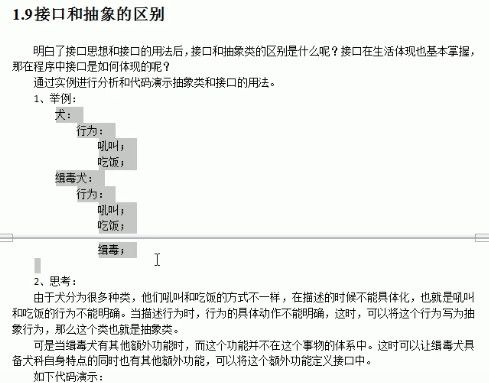 1.9接口和抽象的区别
明白了接口思想和接口的用法后，接口和抽象类的区别是什么呢？接口在生活体现也基本掌握，
那在程序中接口是如何体现的呢？
通过实例进行分析和代码演示抽象类和接口的用法。
1、举例：
犬：
行为：
吼叫；
吃饭；
缉毒犬：
行为：
吼叫；
吃饭；
缉毒；
2、思考：
由于犬分为很多种类，他们吼叫和吃饭的方式不一样，在描述的时候不能具体化，也就是吼叫
和吃饭的行为不能明确。当描述行为时，行为的具体动作不能明确，这时，可以将这个行为写为抽
象行为，那么这个类也就是抽象类。
可是当缉毒犬有其他额外功能时，而这个功能并不在这个事物的体系中。这时可以让缉毒犬具
备犬科自身特点的同时也有其他额外功能，可以将这个额外功能定义接口中。
如下代码演示：